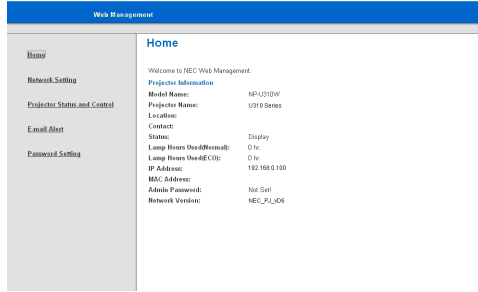 Web Management
Home
Network Setting
Projector Status and Control
E-mail Alert
Password Setting
Home
Welcome to NEC Web Management.
Projector Information
Model Name: NP-U310W
Projector Name: U310 Series
Location:
Contact:
Status: Display
Lamp Hours Used(Normal): 0 hr.
Lamp Hours Used(ECO): 0 hr.
IP Address: 192.168.0.100
MAC Address:
Admin Password: Not Set!
Network Version: NEC_PJ_vD6